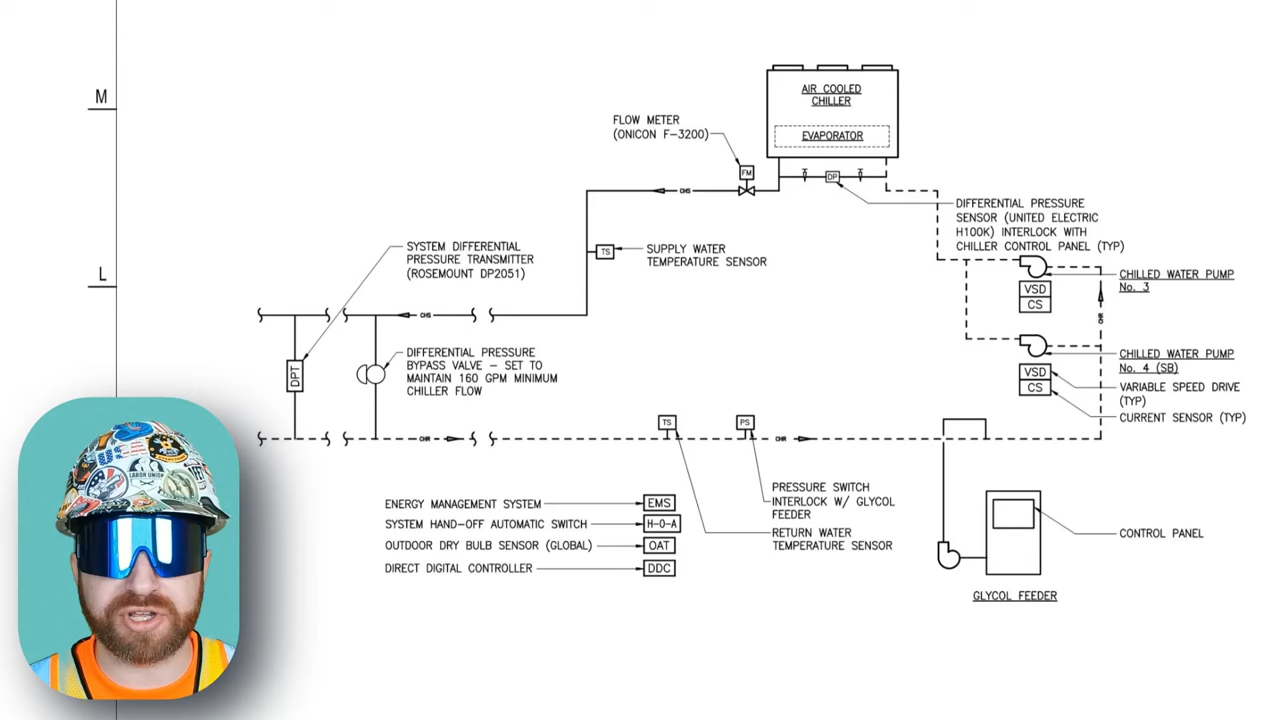 M
AIR COOLED
CHILLER
EVAPORATOR
FLOW METER
(ONICON F-3200)
FM
DP
CHS
DIFFERENTIAL PRESSURE
SENSOR (UNITED ELECTRIC
H100K) INTERLOCK WITH
CHILLER CONTROL PANEL (TYP)
SYSTEM DIFFERENTIAL
PRESSURE TRANSMITTER
(ROSEMOUNT DP2051)
TS
SUPPLY WATER
TEMPERATURE SENSOR
L
CHILLED WATER PUMP
No. 3
VSD
CS
CHS
CHR
DIFFERENTIAL PRESSURE
BYPASS VALVE – SET TO
MAINTAIN 160 GPM MINIMUM
CHILLER FLOW
DPT
CHILLED WATER PUMP
No. 4 (SB)
VSD
CS
VARIABLE SPEED DRIVE
(TYP)
CURRENT SENSOR (TYP)
TS
PS
CHR
CHR
PRESSURE SWITCH
INTERLOCK W/ GLYCOL
FEEDER
RETURN WATER
TEMPERATURE SENSOR
ENERGY MANAGEMENT SYSTEM
EMS
SYSTEM HAND-OFF AUTOMATIC SWITCH
H-O-A
OUTDOOR DRY BULB SENSOR (GLOBAL)
OAT
DIRECT DIGITAL CONTROLLER
DDC
CONTROL PANEL
GLYCOL FEEDER
LABOR UNION